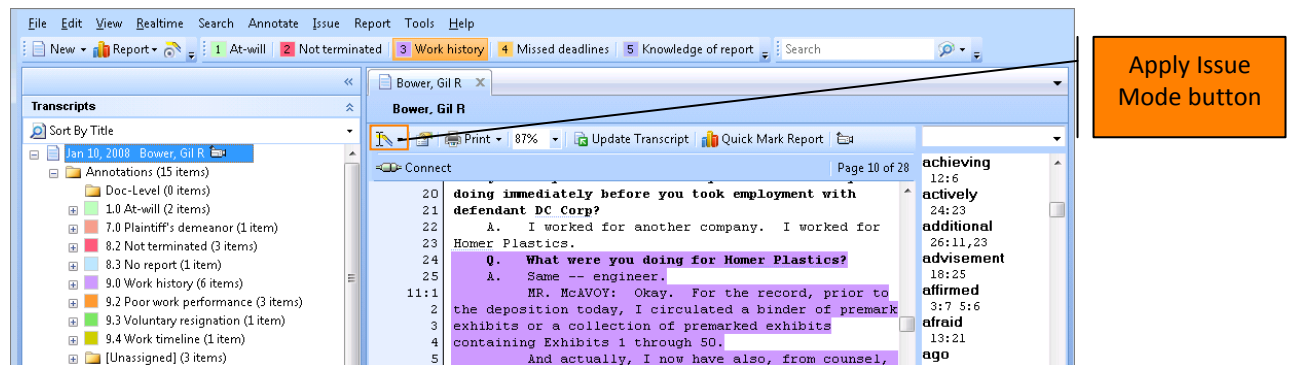 File Edit View Realtime Search Annotate Issue Report Tools Help
New Report 1 At-will 2 Not terminated 3 Work history 4 Missed deadlines 5 Knowledge of report Search
Apply Issue
Mode button
«
Bower, Gil R X
Transcripts
Bower, Gil R
Sort By Title
Print 87% Update Transcript Quick Mark Report
Jan 10, 2008 Bower, Gil R
Annotations (15 items)
Doc-Level (0 items)
1.0 At-will (2 items)
7.0 Plaintiff's demeanor (1 item)
8.2 Not terminated (3 items)
8.3 No report (1 item)
9.0 Work history (6 items)
9.2 Poor work performance (3 items)
9.3 Voluntary resignation (1 item)
9.4 Work timeline (1 item)
[Unassigned] (3 items)
Connect Page 10 of 28
20 doing immediately before you took employment with
21 defendant DC Corp?
22 A. I worked for another company. I worked for
23 Homer Plastics.
24 Q. What were you doing for Homer Plastics?
25 A. Same -- engineer.
11:1 MR. McAVOY: Okay. For the record, prior to
2 the deposition today, I circulated a binder of premark
3 exhibits or a collection of premarked exhibits
4 containing Exhibits 1 through 50.
5 And actually, I now have also, from counsel,
achieving
12:6
actively
24:23
additional
26:11,23
advisement
18:25
affirmed
3:7 5:6
afraid
13:21
ago